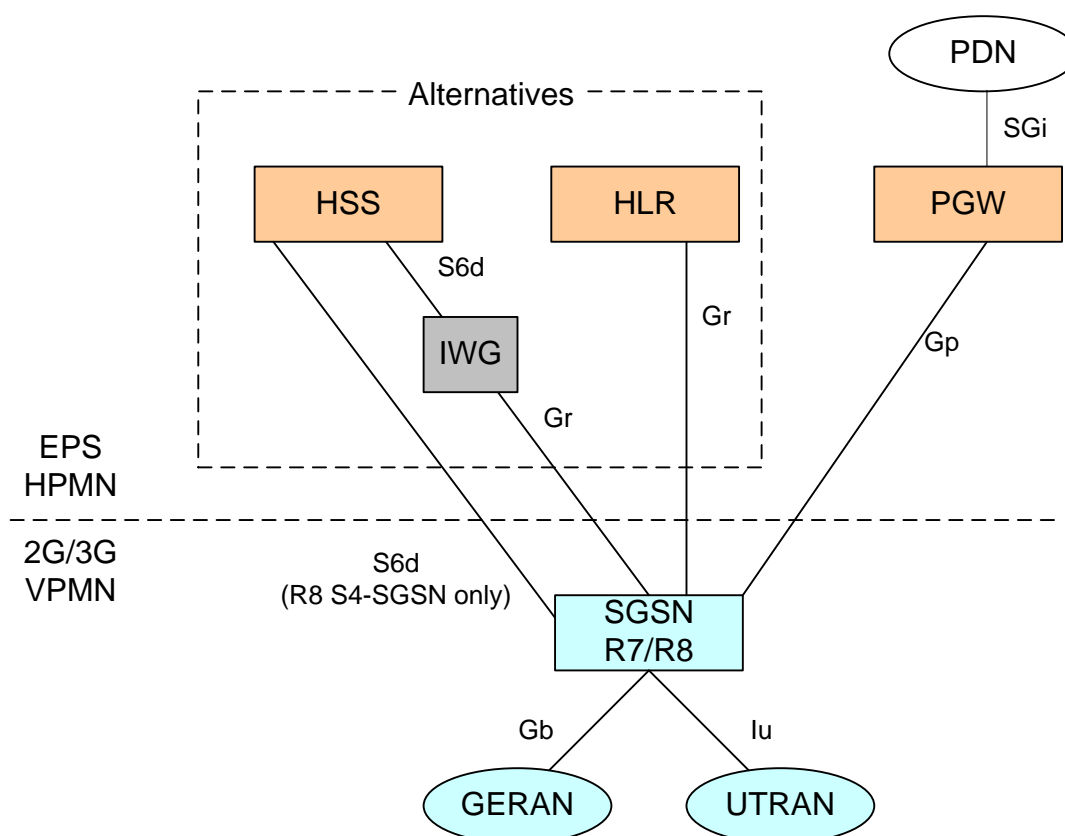 PDN
Alternatives
SGi
HSS
HLR
PGW
S6d
Gr
IWG
Gp
Gr
EPS
HPMN
2G/3G
VPMN
S6d
(R8 S4-SGSN only)
SGSN
R7/R8
Gb
Iu
GERAN
UTRAN